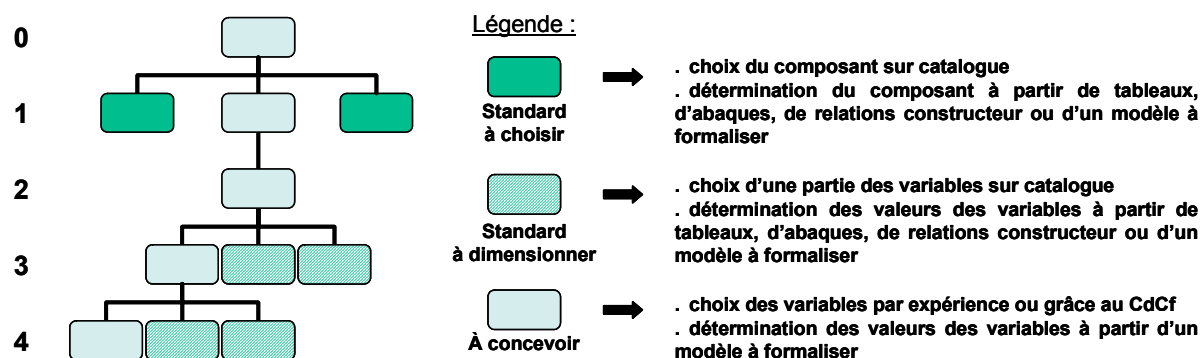 0
1
2
3
4
Légende :
Standard
à choisir
. choix du composant sur catalogue
. détermination du composant à partir de tableaux,
d'abaques, de relations constructeur ou d'un modèle à
formaliser
Standard
à dimensionner
. choix d'une partie des variables sur catalogue
. détermination des valeurs des variables à partir de
tableaux, d'abaques, de relations constructeur ou d'un
modèle à formaliser
À concevoir
. choix des variables par expérience ou grâce au CdCf
. détermination des valeurs des variables à partir d'un
modèle à formaliser